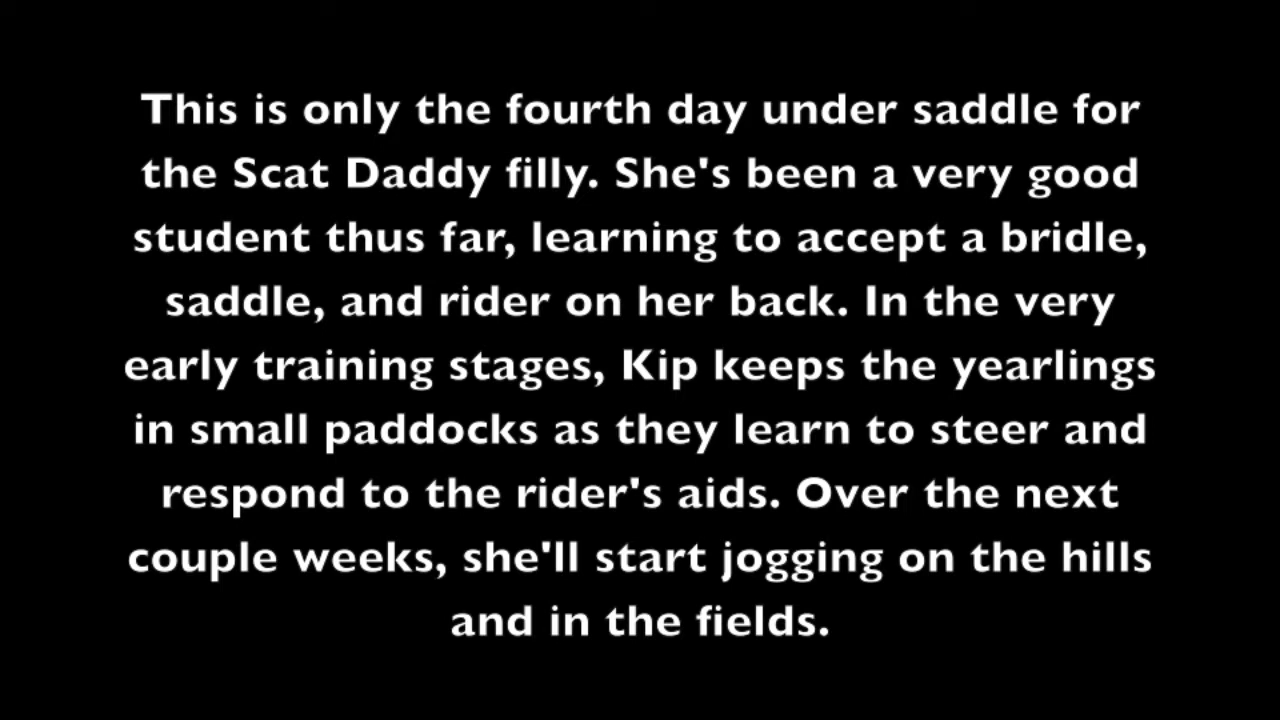 This is only the fourth day under saddle for
the Scat Daddy filly. She's been a very good
student thus far, learning to accept a bridle,
saddle, and rider on her back. In the very
early training stages, Kip keeps the yearlings
in small paddocks as they learn to steer and
respond to the rider's aids. Over the next
couple weeks, she'll start jogging on the hills
and in the fields.